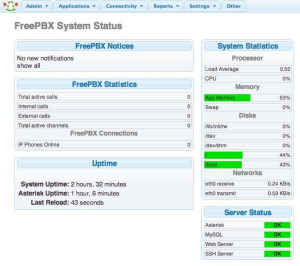 Admin
Applications
Connectivity
Reports
Settings
Other
FreePBX System Status
FreePBX Notices
No new notifications
show all
FreePBX Statistics
Total active calls 0
Internal calls 0
External calls 0
Total active channels 0
FreePBX Connections
IP Phones Online 0
Uptime
System Uptime: 2 hours, 32 minutes
Asterisk Uptime: 1 hour, 6 minutes
Last Reload: 43 seconds
System Statistics
Processor
Load Average 0.52
CPU 0%
Memory
App Memory 53%
Swap 0%
Disks
/lib/init/rw 0%
/dev 0%
/dev/shm 0%
/ 44%
/boot 43%
Networks
eth0 receive 0.24 KB/s
eth0 transmit 0.59 KB/s
Server Status
Asterisk OK
MySQL OK
Web Server OK
SSH Server OK